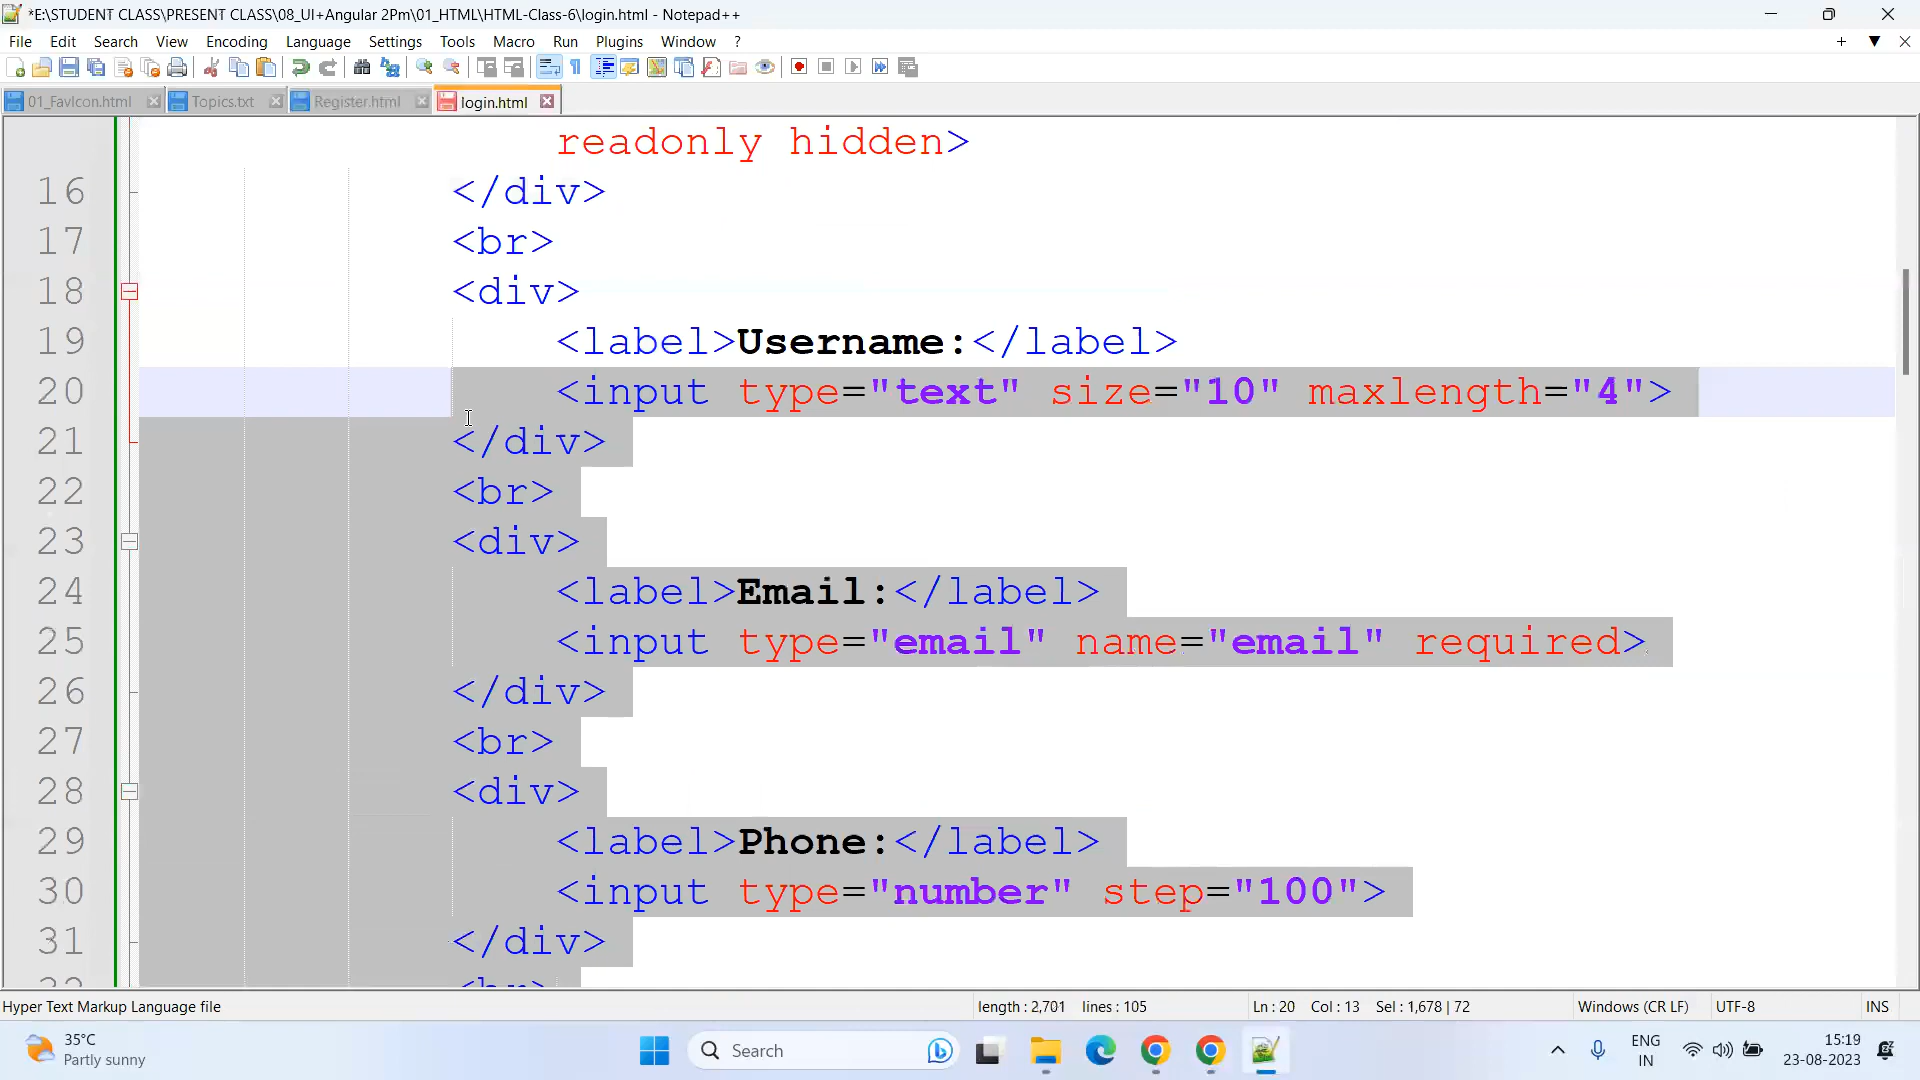 *E:\STUDENT CLASS\PRESENT CLASS\08_UI+Angular 2Pm\01_HTML\HTML-Class-6\login.html - Notepad++
File Edit Search View Encoding Language Settings Tools Macro Run Plugins Window ?
01_FavIcon.html Topics.txt Register.html login.html
readonly hidden>
16 </div>
17 <br>
18 <div>
19 <label>Username:</label>
20 <input type="text" size="10" maxlength="4">
21 </div>
22 <br>
23 <div>
24 <label>Email:</label>
25 <input type="email" name="email" required>
26 </div>
27 <br>
28 <div>
29 <label>Phone:</label>
30 <input type="number" step="100">
31 </div>
32 <br>
Hyper Text Markup Language file length : 2,701 lines : 105 Ln : 20 Col : 13 Sel : 1,678 | 72 Windows (CR LF) UTF-8 INS
35°C
Partly sunny
Search
ENG
IN
15:19
23-08-2023